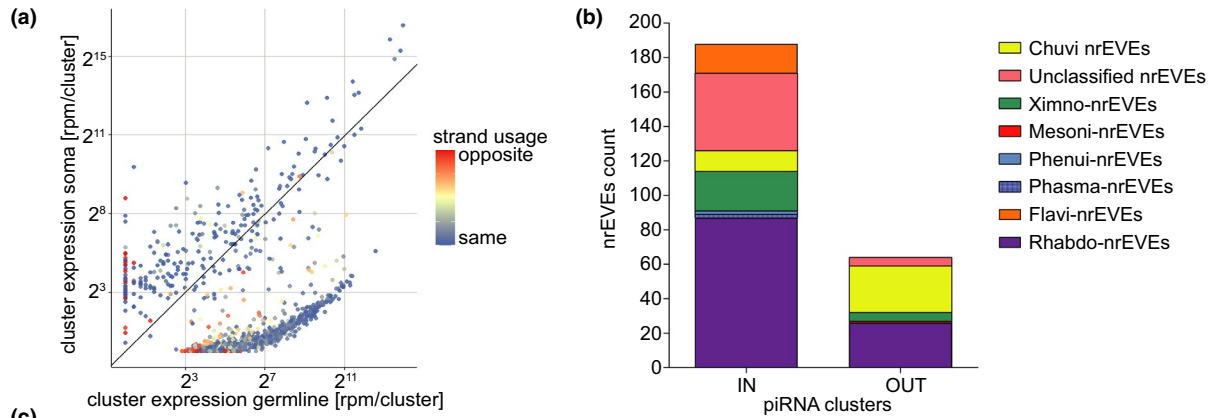 (a)
cluster expression soma [rpm/cluster]
2^15
2^11
2^8
2^3
2^3 2^7 2^11
cluster expression germline [rpm/cluster]
strand usage
opposite
same
(b)
nrEVEs count
200
180
160
140
120
100
80
60
40
20
0
IN OUT
piRNA clusters
Chuvi nrEVEs
Unclassified nrEVEs
Ximno-nrEVEs
Mesoni-nrEVEs
Phenui-nrEVEs
Phasma-nrEVEs
Flavi-nrEVEs
Rhabdo-nrEVEs
(c)